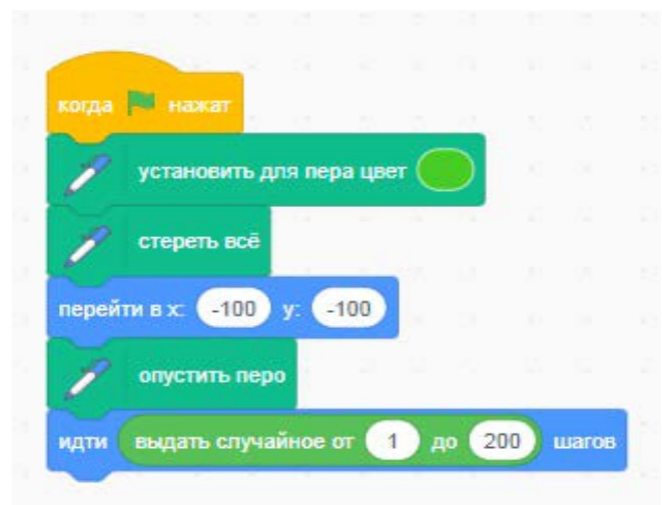 когда нажат
установить для пера цвет
стереть всё
перейти в x: -100 y: -100
опустить перо
идти выдать случайное от 1 до 200 шагов